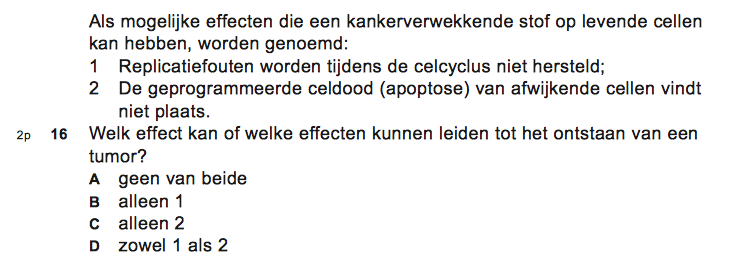 Als mogelijke effecten die een kankerverwekkende stof op levende cellen
kan hebben, worden genoemd:
1 Replicatiefouten worden tijdens de celcyclus niet hersteld;
2 De geprogrammeerde celdood (apoptose) van afwijkende cellen vindt
niet plaats.
2p 16 Welk effect kan of welke effecten kunnen leiden tot het ontstaan van een
tumor?
A geen van beide
B alleen 1
C alleen 2
D zowel 1 als 2